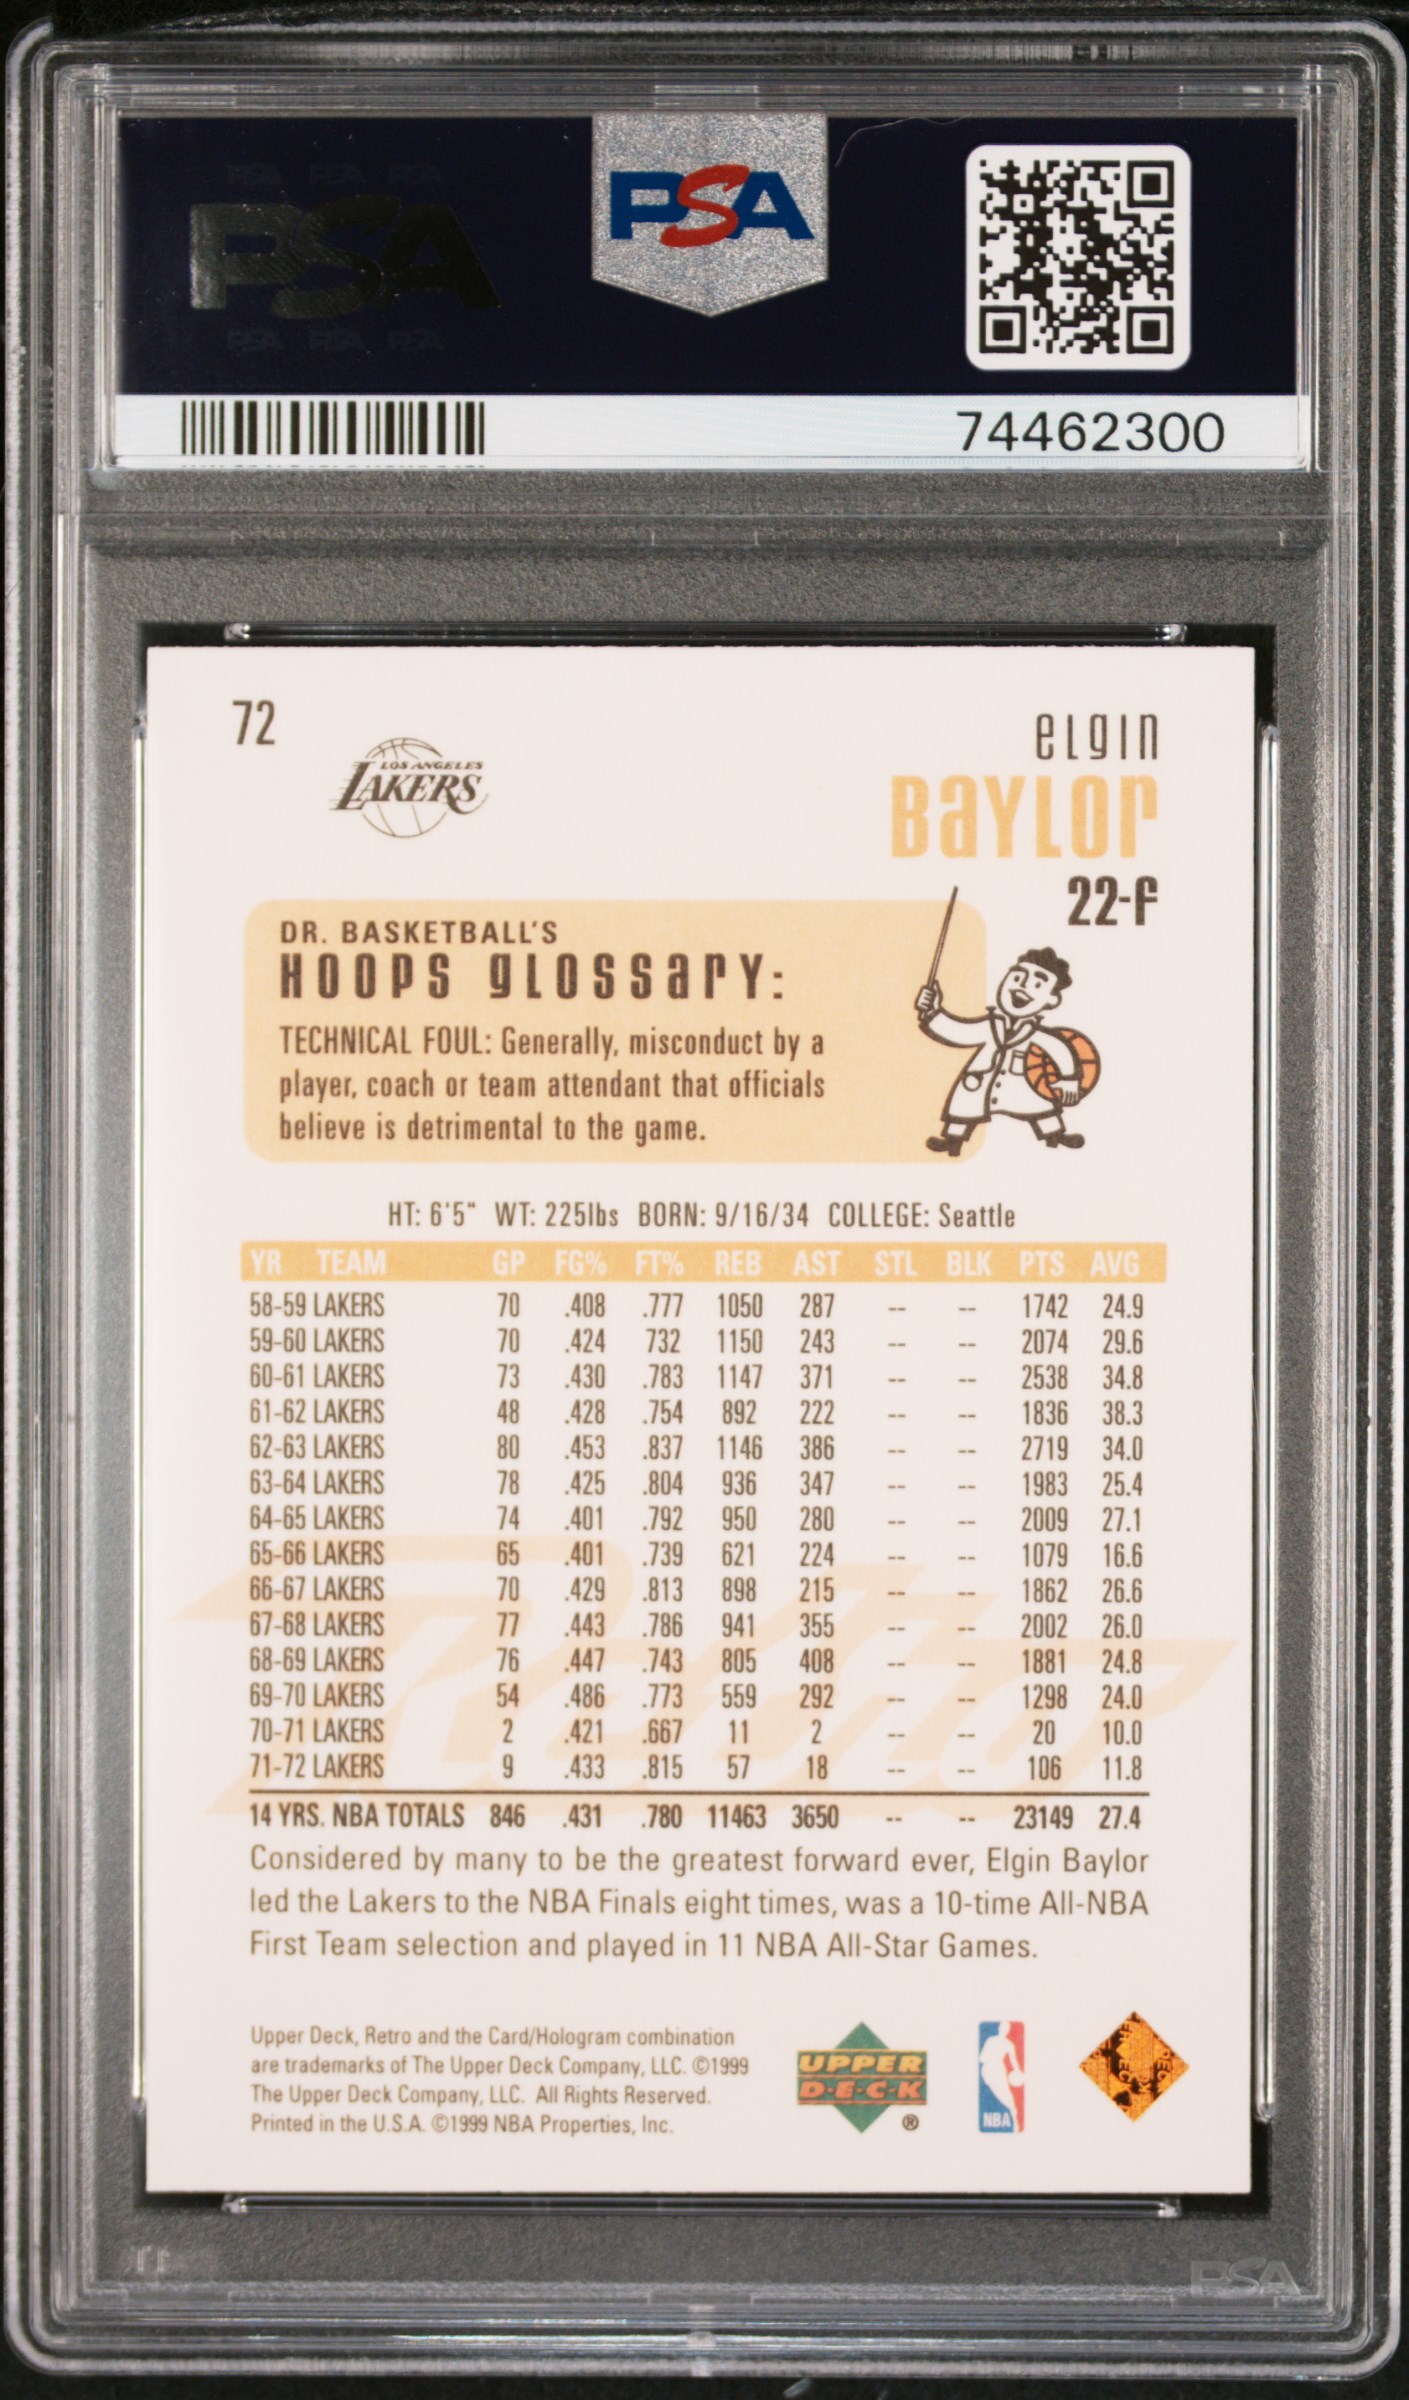 PSA PSA PSA
PSA
PSA PSA PSA
PSA
74462300
72
LOS ANGELES
LAKERS
eLgin
BaYLOr
22-F
DR. BASKETBALL'S
HOOPS gLOSSarY:
TECHNICAL FOUL: Generally, misconduct by a
player, coach or team attendant that officials
believe is detrimental to the game.
HT: 6'5" WT: 225lbs BORN: 9/16/34 COLLEGE: Seattle
YR TEAM GP FG% FT% REB AST STL BLK PTS AVG
58-59 LAKERS 70 .408 .777 1050 287 -- -- 1742 24.9
59-60 LAKERS 70 .424 732 1150 243 -- -- 2074 29.6
60-61 LAKERS 73 .430 .783 1147 371 -- -- 2538 34.8
61-62 LAKERS 48 .428 .754 892 222 -- -- 1836 38.3
62-63 LAKERS 80 .453 .837 1146 386 -- -- 2719 34.0
63-64 LAKERS 78 .425 .804 936 347 -- -- 1983 25.4
64-65 LAKERS 74 .401 .792 950 280 -- -- 2009 27.1
65-66 LAKERS 65 .401 .739 621 224 -- -- 1079 16.6
66-67 LAKERS 70 .429 .813 898 215 -- -- 1862 26.6
67-68 LAKERS 77 .443 .786 941 355 -- -- 2002 26.0
68-69 LAKERS 76 .447 .743 805 408 -- -- 1881 24.8
69-70 LAKERS 54 .486 .773 559 292 -- -- 1298 24.0
70-71 LAKERS 2 .421 .667 11 2 -- -- 20 10.0
71-72 LAKERS 9 .433 .815 57 18 -- -- 106 11.8
14 YRS. NBA TOTALS 846 .431 .780 11463 3650 -- -- 23149 27.4
Retro
Considered by many to be the greatest forward ever, Elgin Baylor
led the Lakers to the NBA Finals eight times, was a 10-time All-NBA
First Team selection and played in 11 NBA All-Star Games.
Upper Deck, Retro and the Card/Hologram combination
are trademarks of The Upper Deck Company, LLC. ©1999
The Upper Deck Company, LLC. All Rights Reserved.
Printed in the U.S.A. ©1999 NBA Properties, Inc.
UPPER
D·E·C·K
®
NBA
PSA